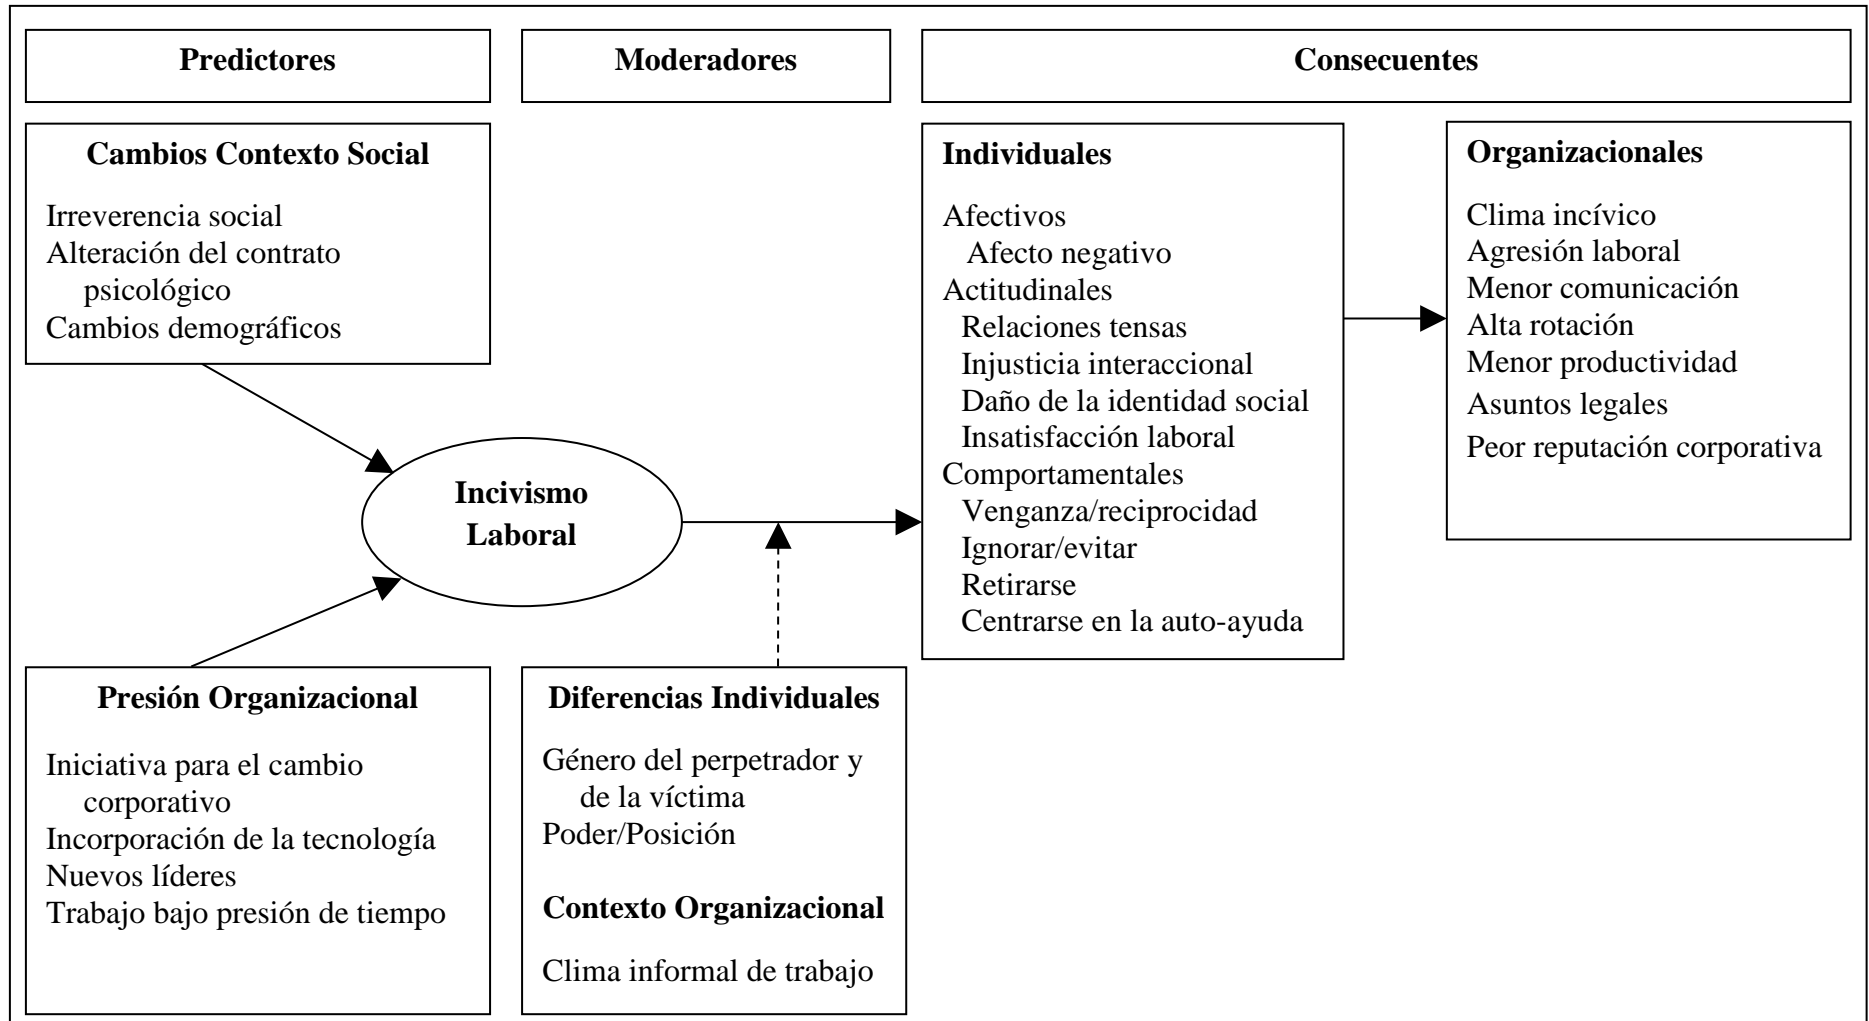 Predictores
Moderadores
Consecuentes
Cambios Contexto Social
Irreverencia social
Alteración del contrato
psicológico
Cambios demográficos
Incivismo
Laboral
Presión Organizacional
Iniciativa para el cambio
corporativo
Incorporación de la tecnología
Nuevos líderes
Trabajo bajo presión de tiempo
Diferencias Individuales
Género del perpetrador y
de la víctima
Poder/Posición
Contexto Organizacional
Clima informal de trabajo
Individuales
Afectivos
Afecto negativo
Actitudinales
Relaciones tensas
Injusticia interaccional
Daño de la identidad social
Insatisfacción laboral
Comportamentales
Venganza/reciprocidad
Ignorar/evitar
Retirarse
Centrarse en la auto-ayuda
Organizacionales
Clima incívico
Agresión laboral
Menor comunicación
Alta rotación
Menor productividad
Asuntos legales
Peor reputación corporativa